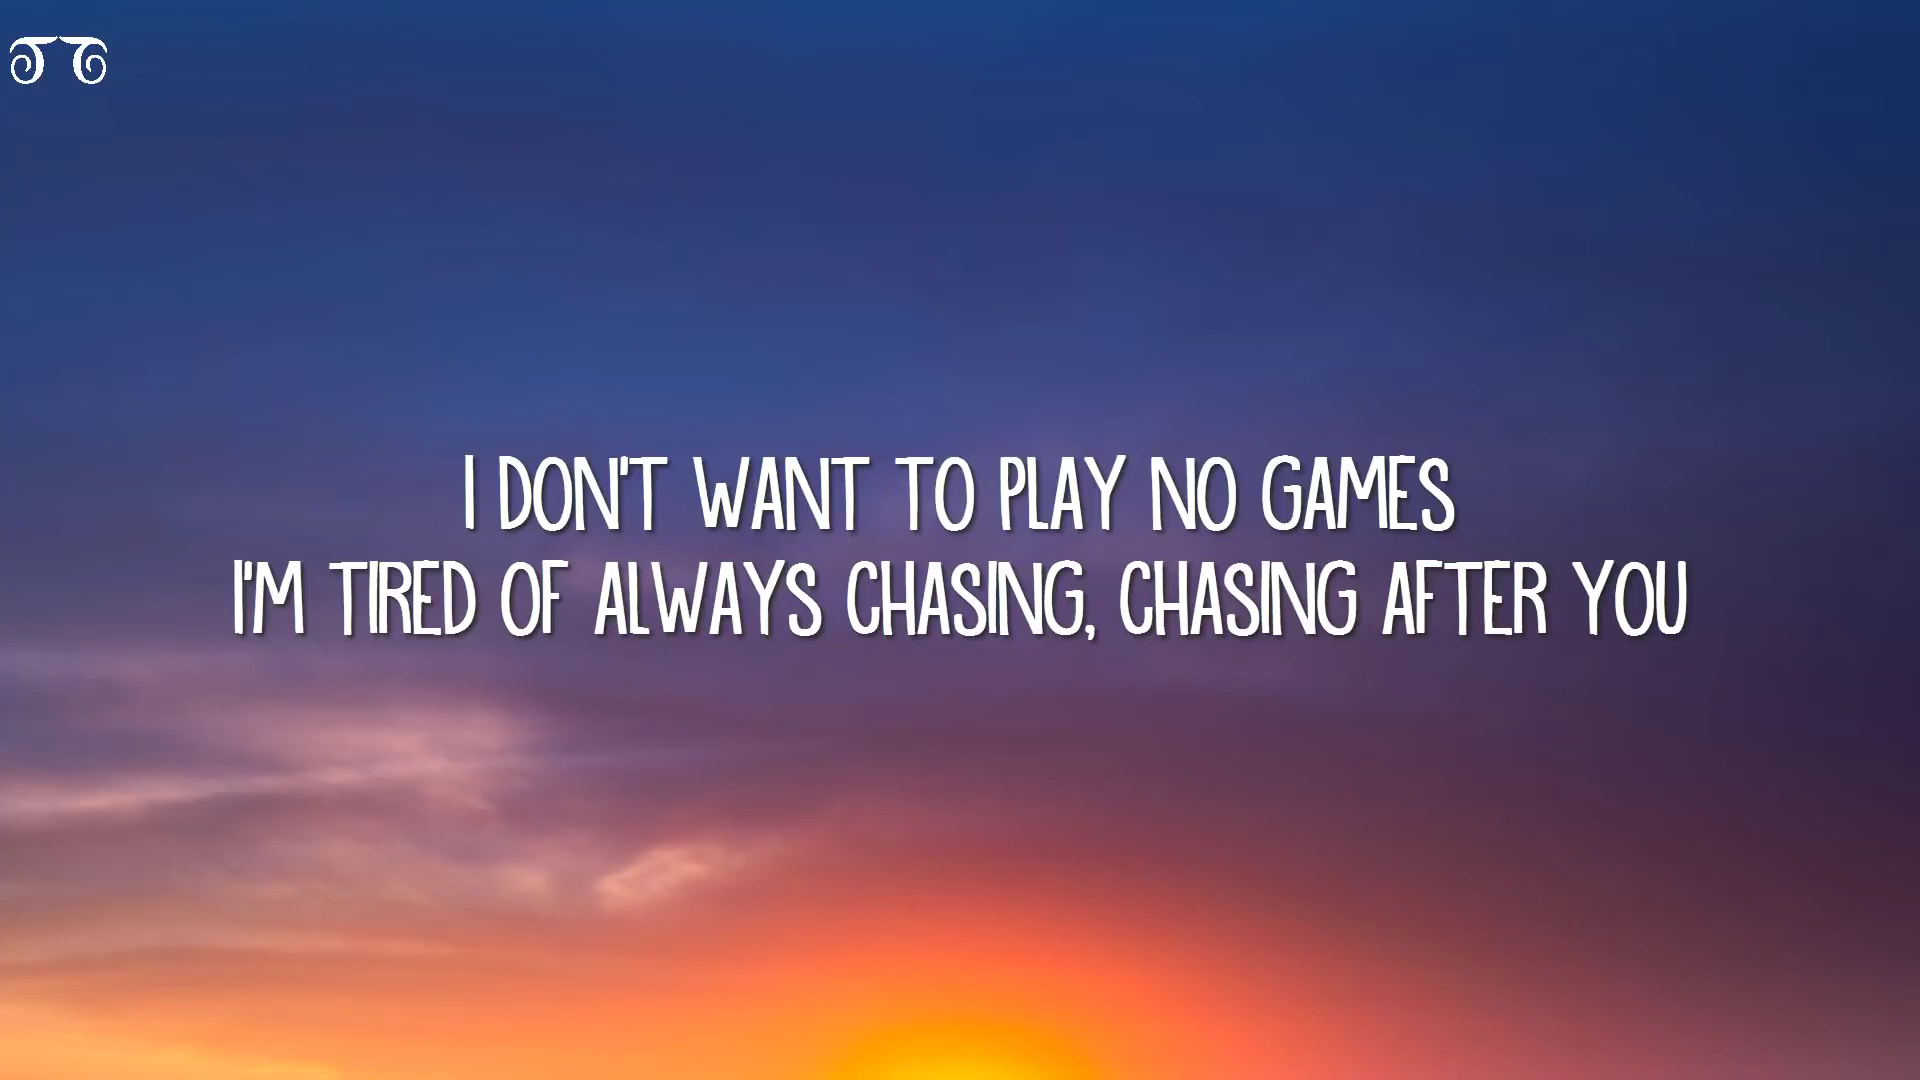 I DON'T WANT TO PLAY NO GAMES
I'M TIRED OF ALWAYS CHASING, CHASING AFTER YOU